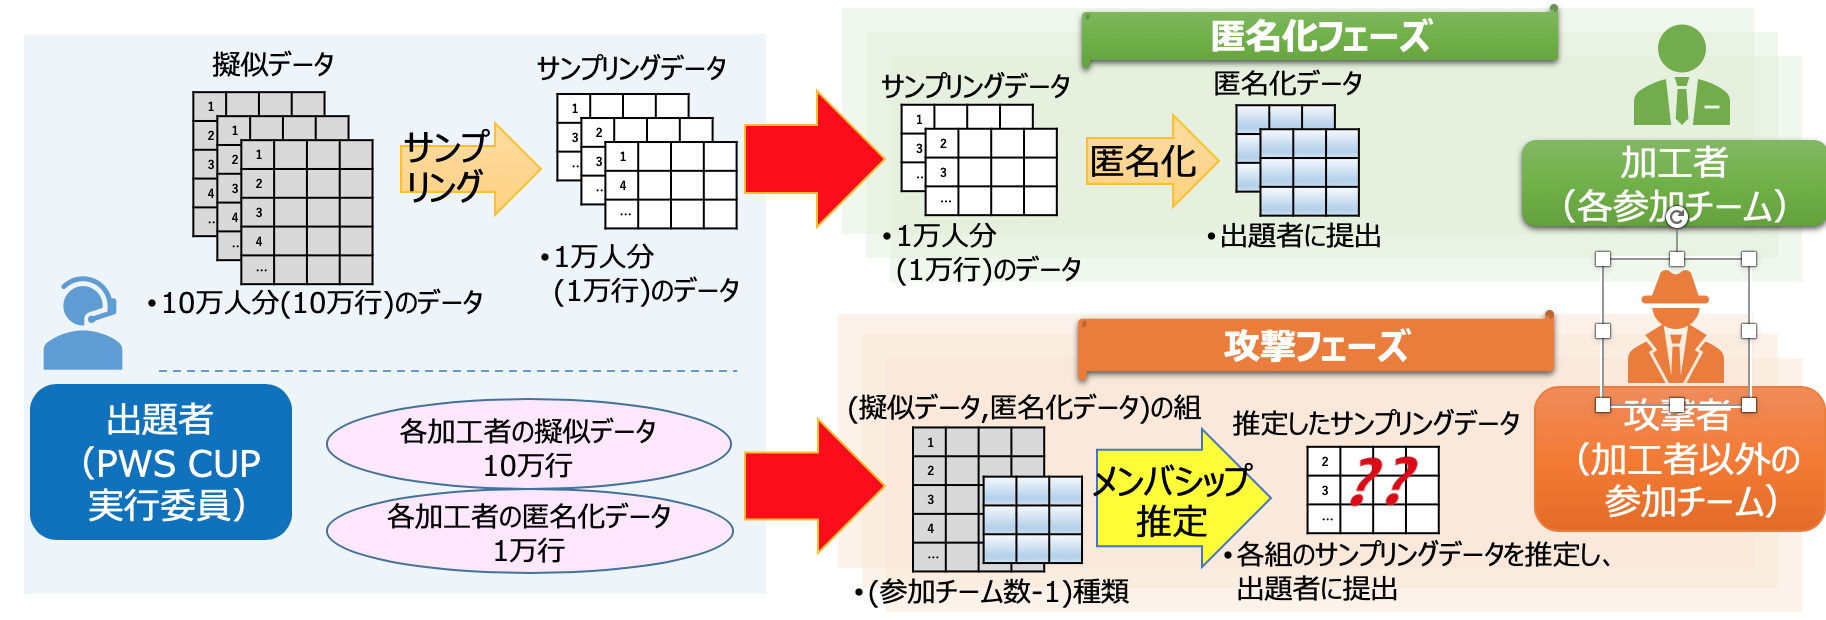 擬似データ
1
2
3
4
..
1
2
3
4
..
1
2
3
4
...
・10万人分(10万行)のデータ
サンプ
リング
サンプリングデータ
1
3
..
2
3
..
1
4
...
・1万人分
(1万行)のデータ
出題者
（PWS CUP
実行委員）
各加工者の擬似データ
10万行
各加工者の匿名化データ
1万行
匿名化フェーズ
サンプリングデータ
1
3
..
2
3
...
・1万人分
(1万行)のデータ
匿名化
匿名化データ
・出題者に提出
加工者
（各参加チーム）
攻撃フェーズ
(擬似データ,匿名化データ)の組
1
2
3
4
...
・(参加チーム数-1)種類
メンバシップ
推定
推定したサンプリングデータ
2
3
...
??
・各組のサンプリングデータを推定し、
出題者に提出
攻撃者
（加工者以外の
参加チーム）